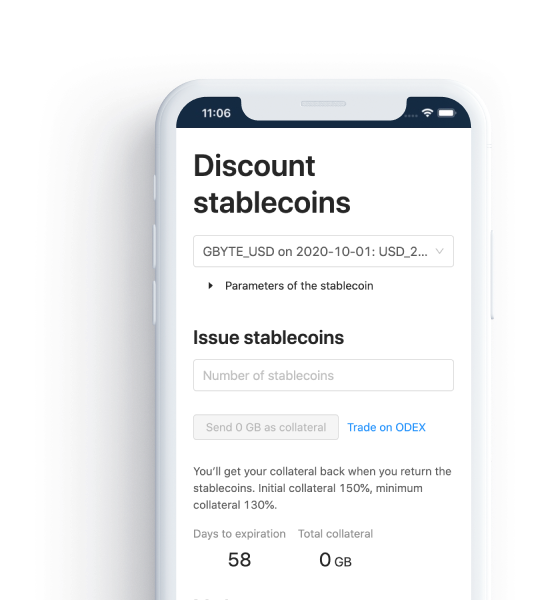 11:06
Discount
stablecoins
GBYTE_USD on 2020-10-01: USD_2...
Parameters of the stablecoin
Issue stablecoins
Number of stablecoins
Send 0 GB as collateral Trade on ODEX
You’ll get your collateral back when you return the
stablecoins. Initial collateral 150%, minimum
collateral 130%.
Days to expiration Total collateral
58 0 GB